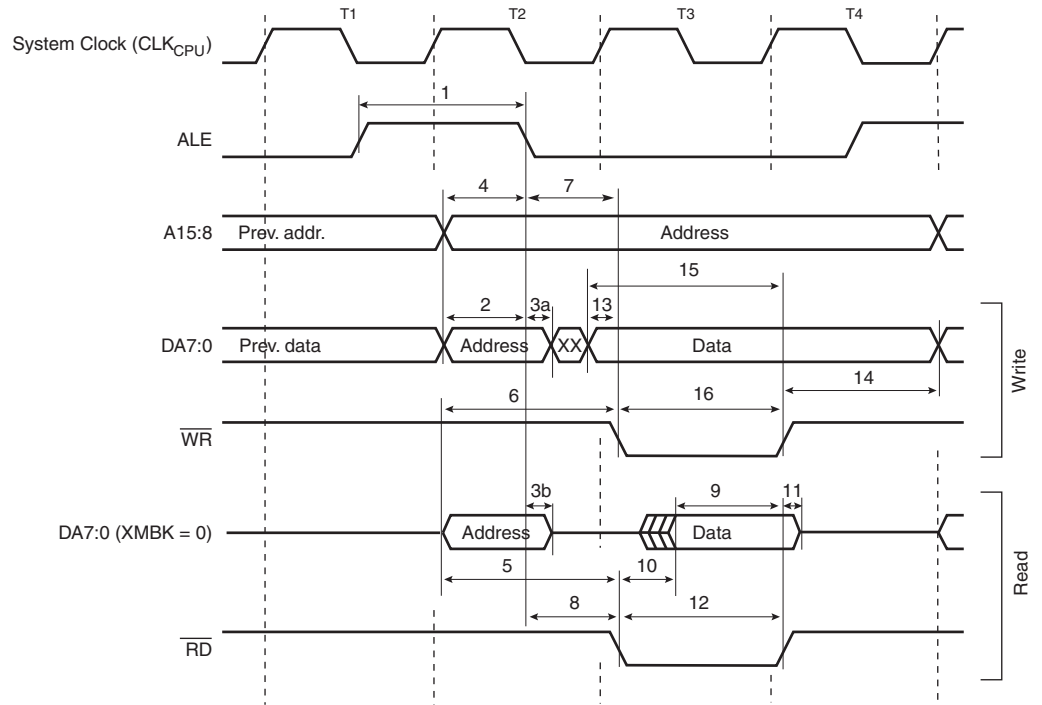 T1 T2 T3 T4
System Clock (CLKCPU)
1
ALE
4 7
A15:8 Prev. addr. Address
15
2 3a 13
DA7:0 Prev. data Address XX Data
14
6 16
WR
Write
3b 9 11
DA7:0 (XMBK = 0) Address Data
5 10
8 12
RD
Read